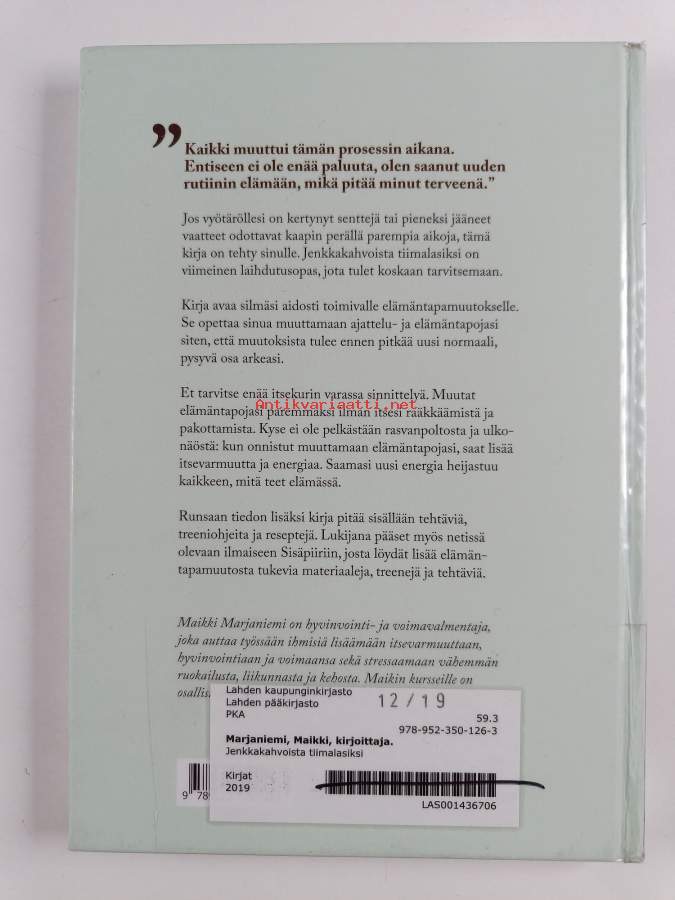 ”
Kaikki muuttui tämän prosessin aikana.
Entiseen ei ole enää paluuta, olen saanut uuden
rutiinin elämään, mikä pitää minut terveenä.”
Jos vyötäröllesi on kertynyt senttejä tai pieneksi jääneet
vaatteet odottavat kaapin perällä parempia aikoja, tämä
kirja on tehty sinulle. Jenkkakahvoista tiimalasiksi on
viimeinen laihdutusopas, jota tulet koskaan tarvitsemaan.
Kirja avaa silmäsi aidosti toimivalle elämäntapamuutokselle.
Se opettaa sinua muuttamaan ajattelu- ja elämäntapojasi
siten, että muutoksista tulee ennen pitkää uusi normaali,
pysyvä osa arkeasi.
Et tarvitse enää itsekurin varassa sinnittelyä. Muutat
Antikvariaatti.net
elämäntapojasi paremmaksi ilman itsesi rääkkäämistä ja
pakottamista. Kyse ei ole pelkästään rasvanpoltosta ja ulko-
näöstä: kun onnistut muuttamaan elämäntapojasi, saat lisää
itsevarmuutta ja energiaa. Saamasi uusi energia heijastuu
kaikkeen, mitä teet elämässä.
Runsaan tiedon lisäksi kirja pitää sisällään tehtäviä,
treeniohjeita ja reseptejä. Lukijana pääset myös netissä
olevaan ilmaiseen Sisäpiiriin, josta löydät lisää elämän-
tapamuutosta tukevia materiaaleja, treenejä ja tehtäviä.
Maikki Marjaniemi on hyvinvointi- ja voimavalmentaja,
joka auttaa työssään ihmisiä lisäämään itsevarmuuttaan,
hyvinvointiaan ja voimaansa sekä stressaamaan vähemmän
ruokailusta, liikunnasta ja kehosta. Maikin kursseille on
Lahden kaupunginkirjasto
Lahden pääkirjasto
12/19
PKA
59.3
978-952-350-126-3
Marjaniemi, Maikki, kirjoittaja.
Jenkkakahvoista tiimalasiksi
Kirjat
2019
9 78
LAS001436706